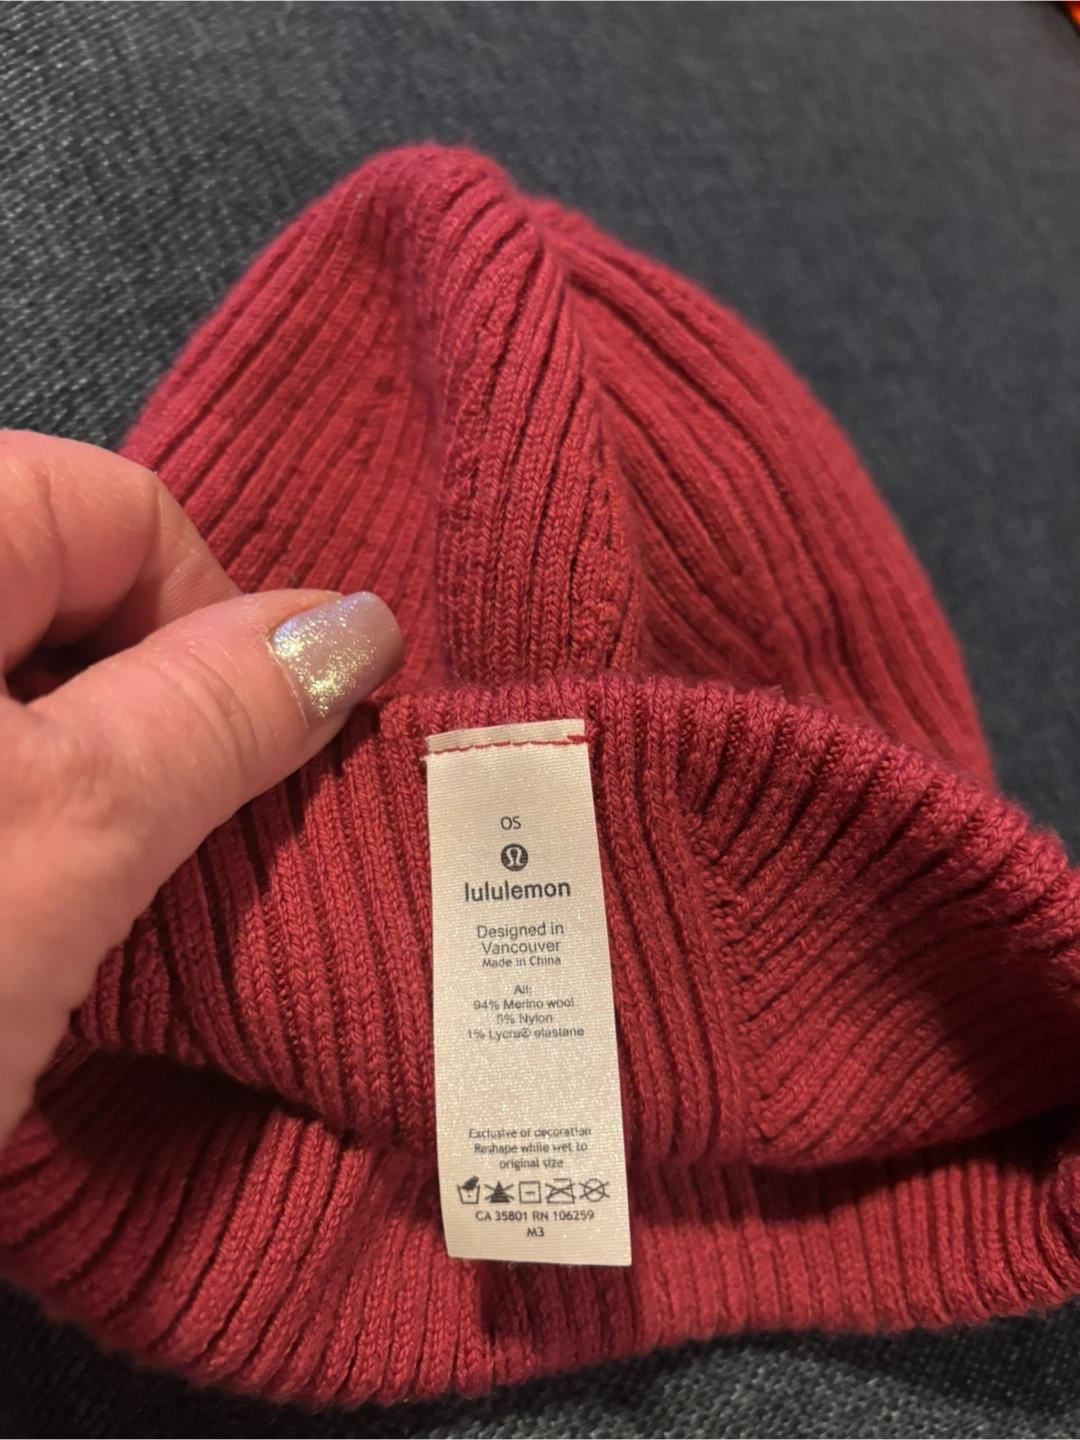 OS
lululemon
Designed in
Vancouver
Made in China
All:
94% Merino wool
5% Nylon
1% Lycra® elastane
Exclusive of decoration
Reshape while wet to
original size
CA 35801 RN 106259
M3